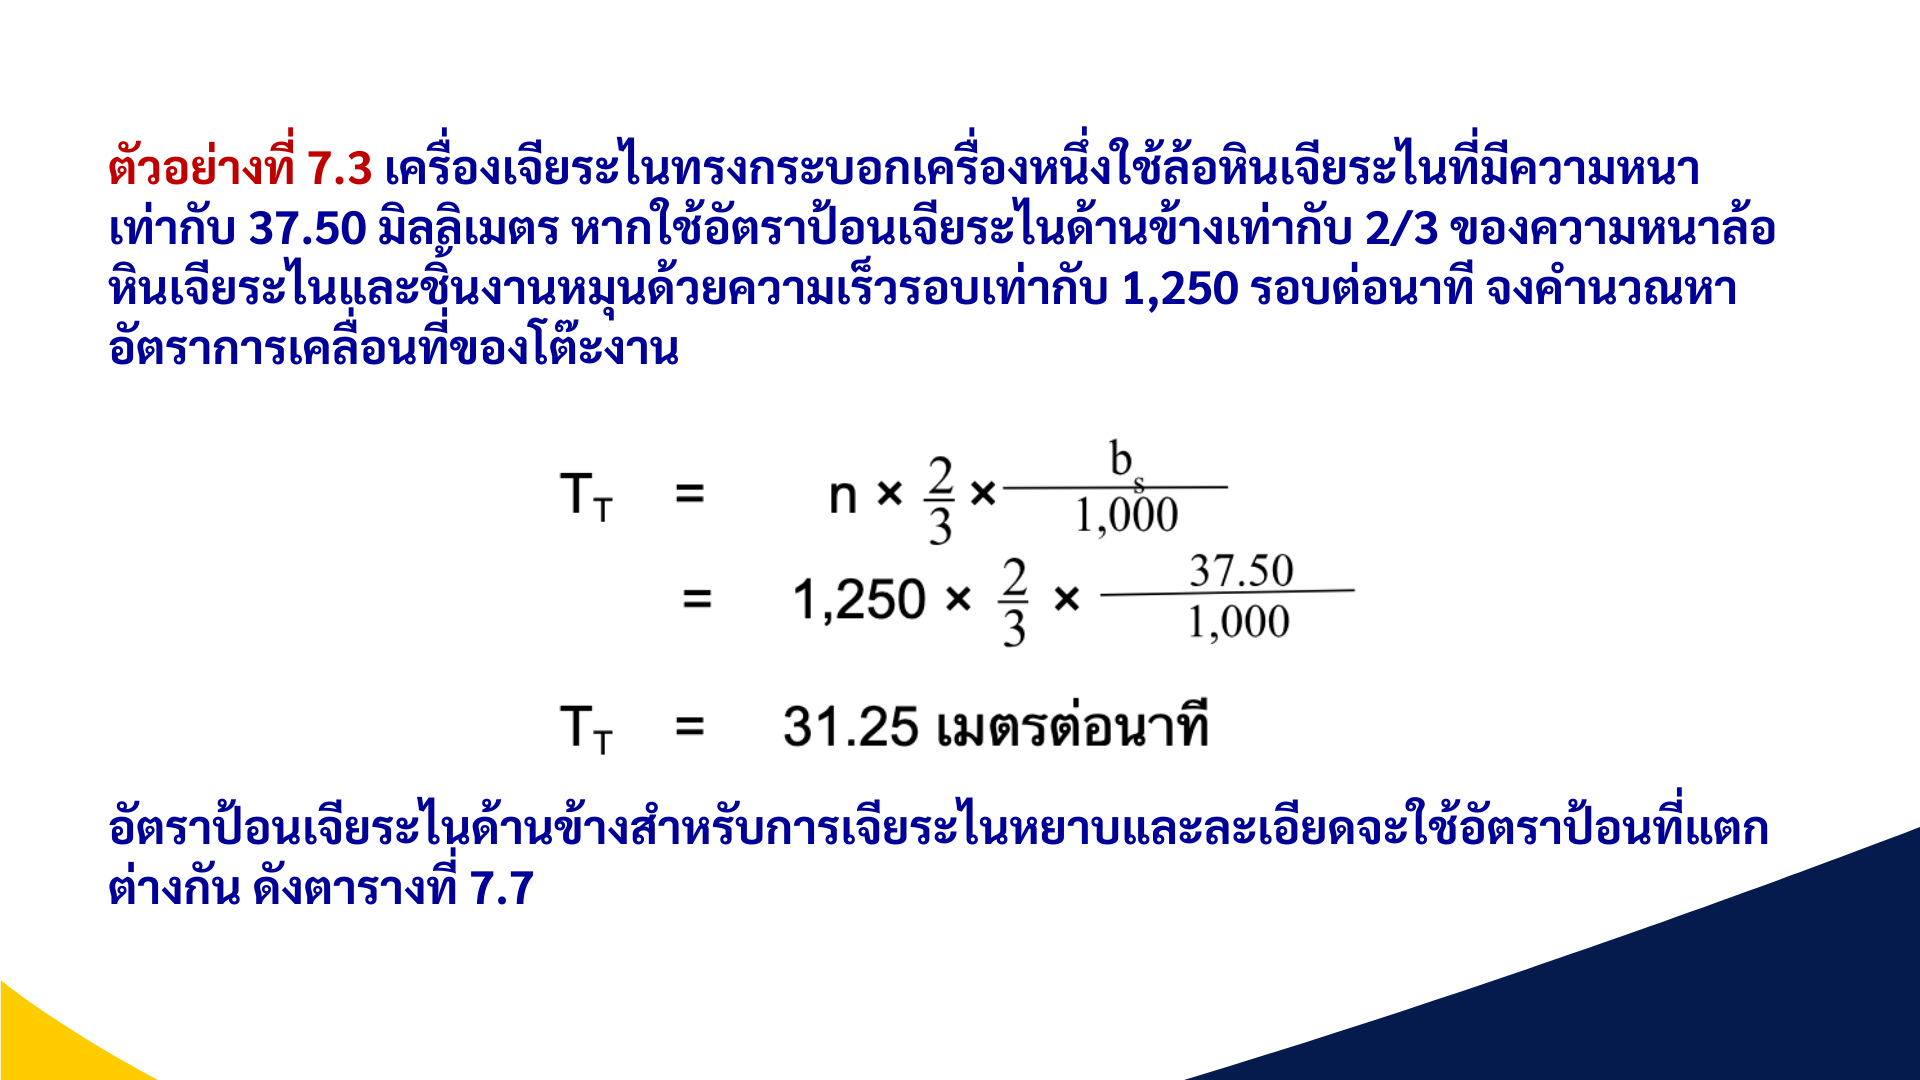 ตัวอย่างที่ 7.3 เครื่องเจียระไนทรงกระบอกเครื่องหนึ่งใช้ล้อหินเจียระไนที่มีความหนา
เท่ากับ 37.50 มิลลิเมตร หากใช้อัตราป้อนเจียระไนด้านข้างเท่ากับ 2/3 ของความหนาล้อ
หินเจียระไนและชิ้นงานหมุนด้วยความเร็วรอบเท่ากับ 1,250 รอบต่อนาที จงคำนวณหา
อัตราการเคลื่อนที่ของโต๊ะงาน
T_T = n × 2/3 × b_s/1,000
= 1,250 × 2/3 × 37.50/1,000
T_T = 31.25 เมตรต่อนาที
อัตราป้อนเจียระไนด้านข้างสำหรับการเจียระไนหยาบและละเอียดจะใช้อัตราป้อนที่แตก
ต่างกัน ดังตารางที่ 7.7